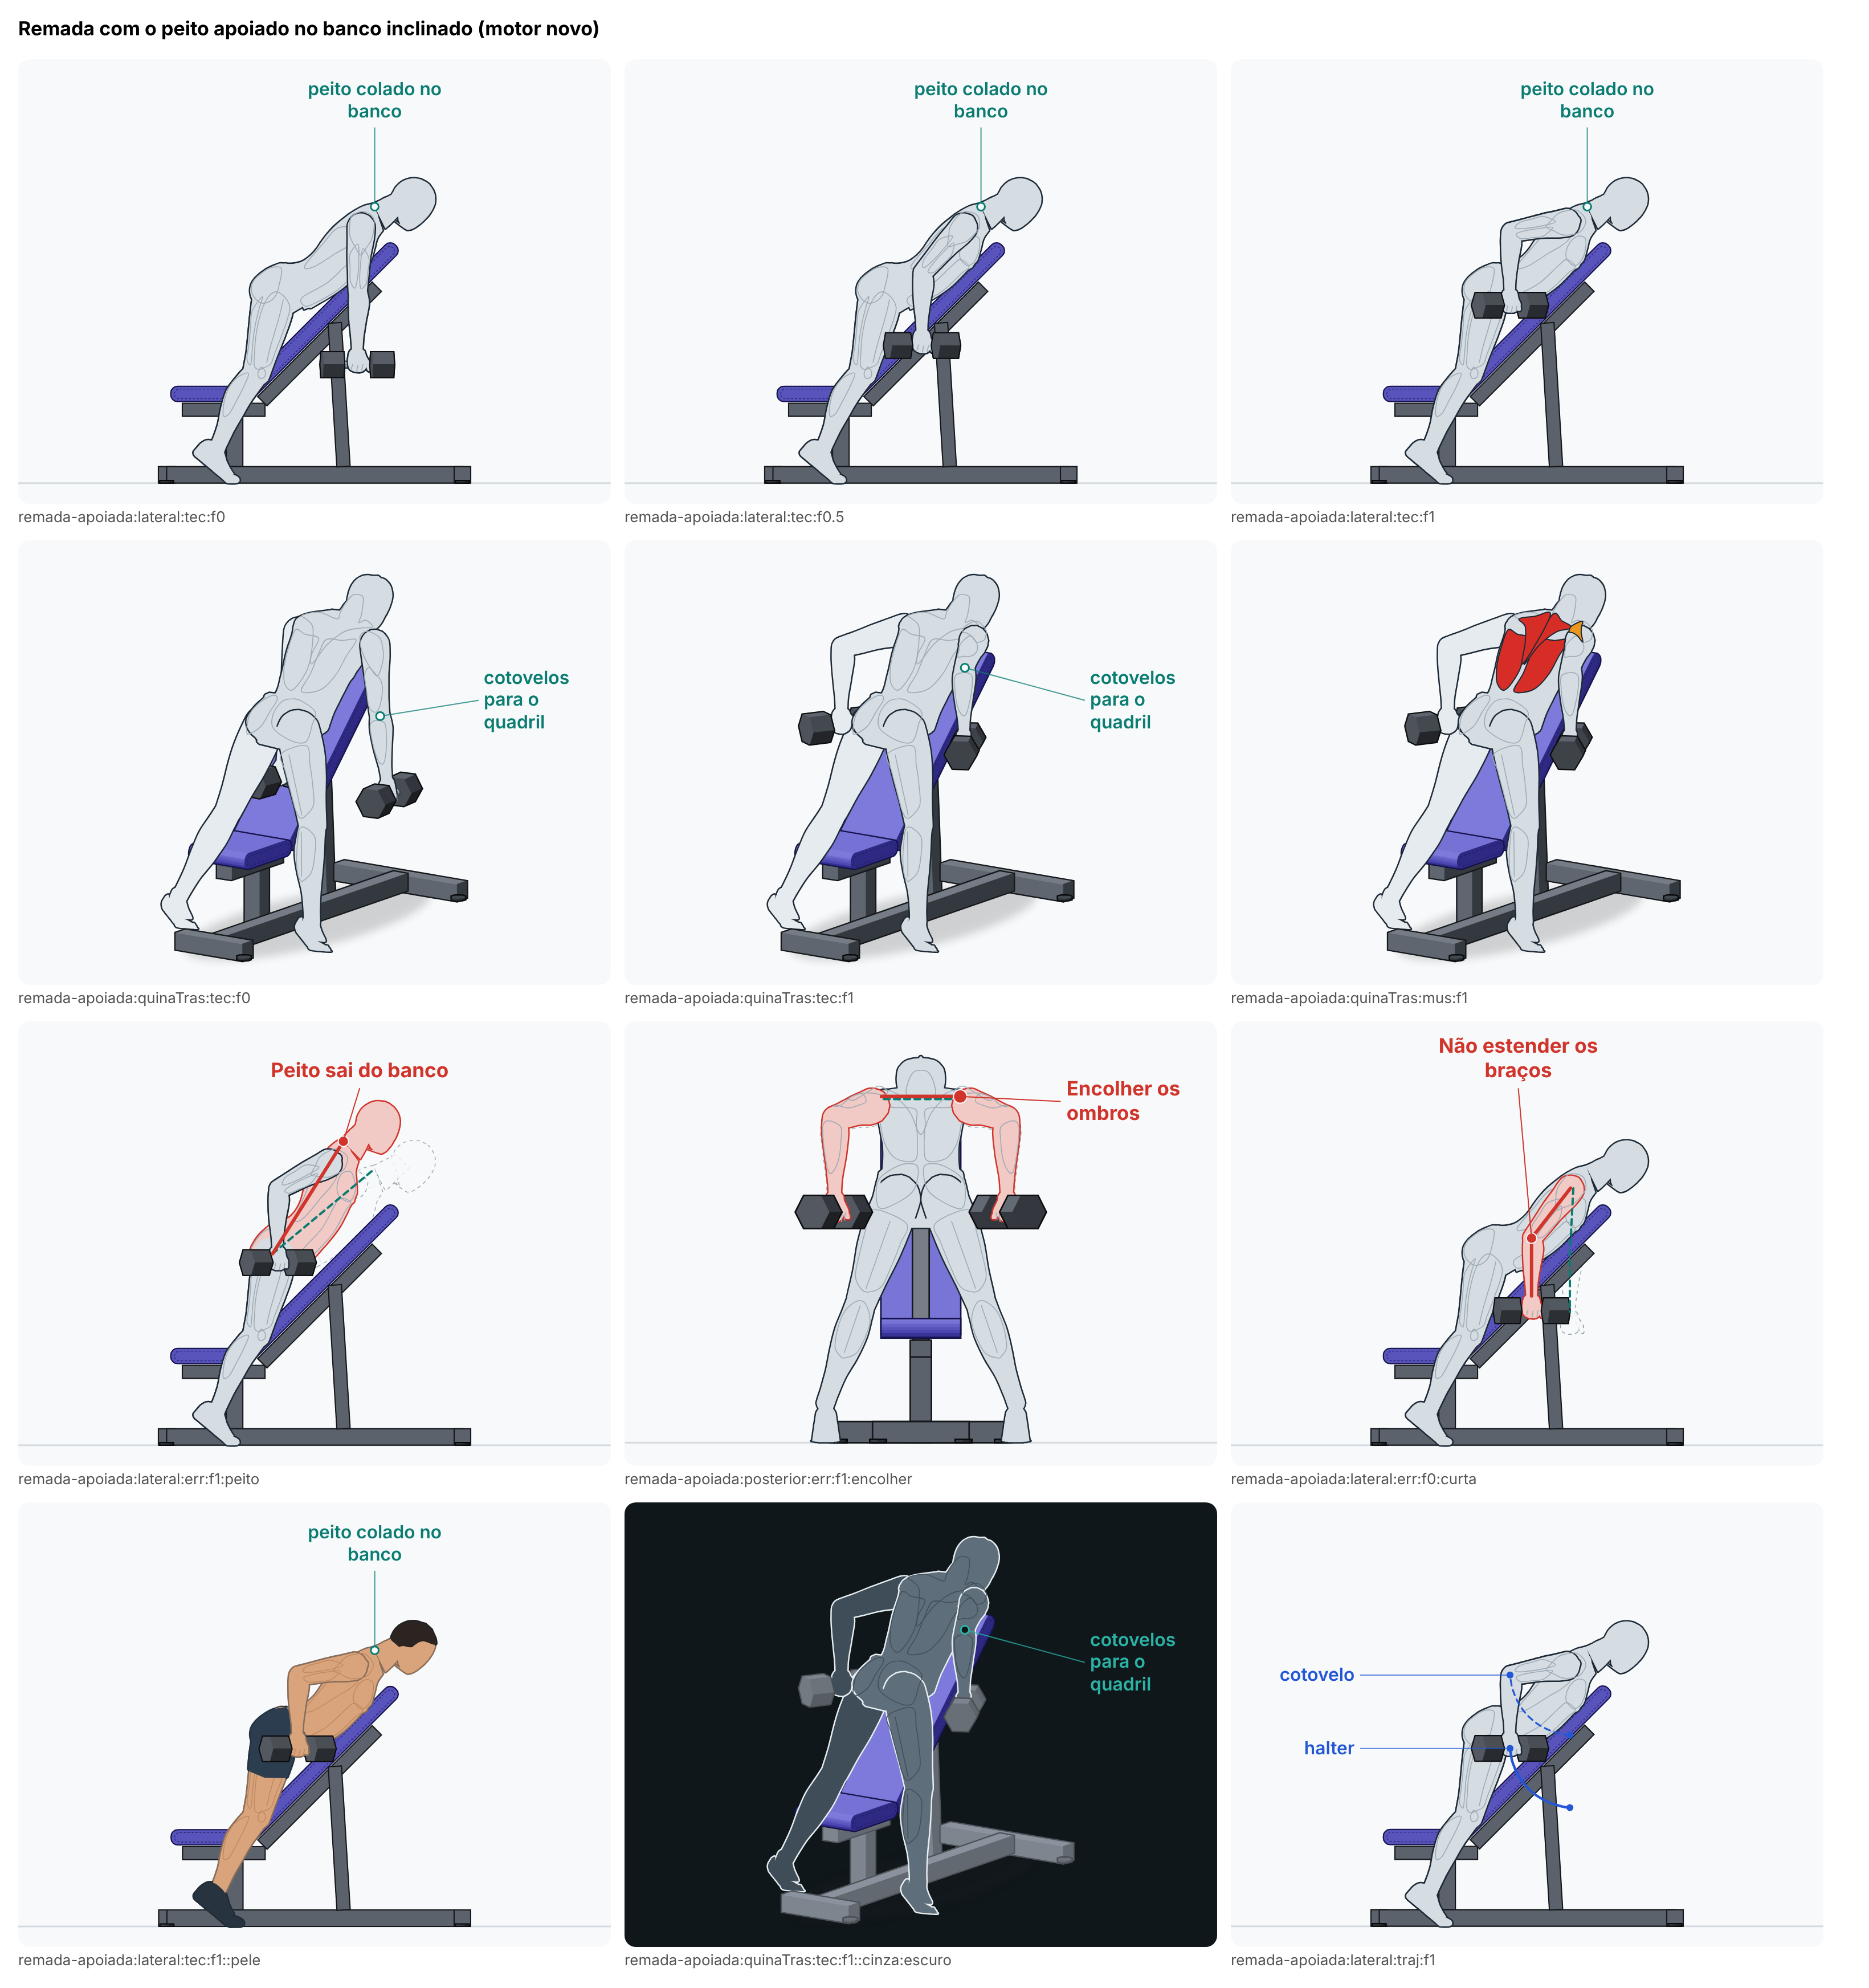 Remada com o peito apoiado no banco inclinado (motor novo)
peito colado no
banco
peito colado no
banco
peito colado no
banco
remada-apoiada:lateral:tec:f0
remada-apoiada:lateral:tec:f0.5
remada-apoiada:lateral:tec:f1
cotovelos
para o
quadril
cotovelos
para o
quadril
remada-apoiada:quinaTras:tec:f0
remada-apoiada:quinaTras:tec:f1
remada-apoiada:quinaTras:mus:f1
Peito sai do banco
Encolher os
ombros
Não estender os
braços
remada-apoiada:lateral:err:f1:peito
remada-apoiada:posterior:err:f1:encolher
remada-apoiada:lateral:err:f0:curta
peito colado no
banco
cotovelos
para o
quadril
cotovelo
halter
remada-apoiada:lateral:tec:f1::pele
remada-apoiada:quinaTras:tec:f1::cinza:escuro
remada-apoiada:lateral:traj:f1